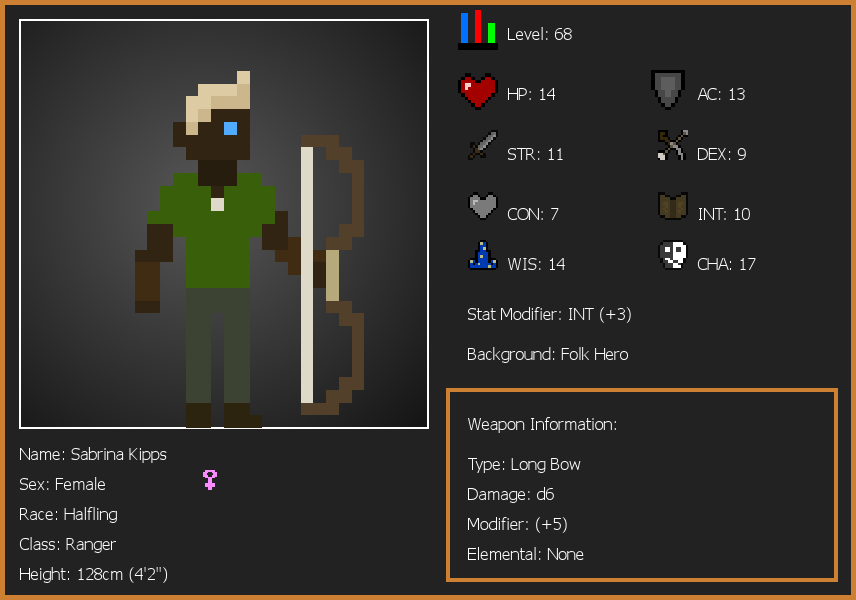 Level: 68
HP: 14
AC: 13
STR: 11
DEX: 9
CON: 7
INT: 10
WIS: 14
CHA: 17
Stat Modifier: INT (+3)
Background: Folk Hero
Weapon Information:
Type: Long Bow
Damage: d6
Modifier: (+5)
Elemental: None
Name: Sabrina Kipps
Sex: Female
Race: Halfling
Class: Ranger
Height: 128cm (4'2")